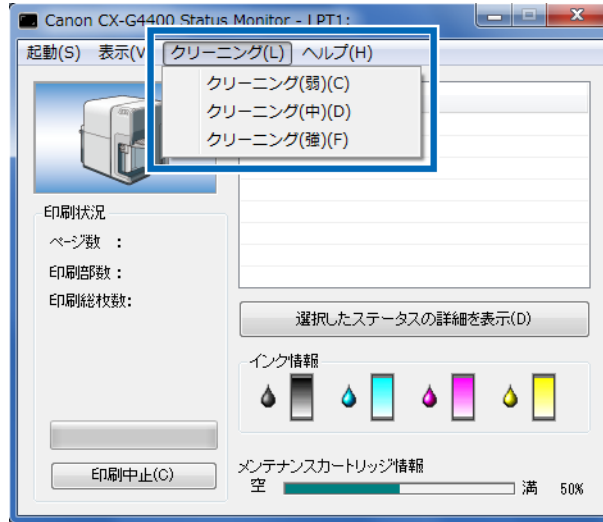 Canon CX-G4400 Status Monitor - LPT1:
起動(S) 表示(V クリーニング(L) ヘルプ(H)
クリーニング(弱)(C)
クリーニング(中)(D)
クリーニング(強)(F)
印刷状況
ページ数 :
印刷部数 :
印刷総枚数:
選択したステータスの詳細を表示(D)
インク情報
印刷中止(C)
メンテナンスカートリッジ情報
空 満 50%